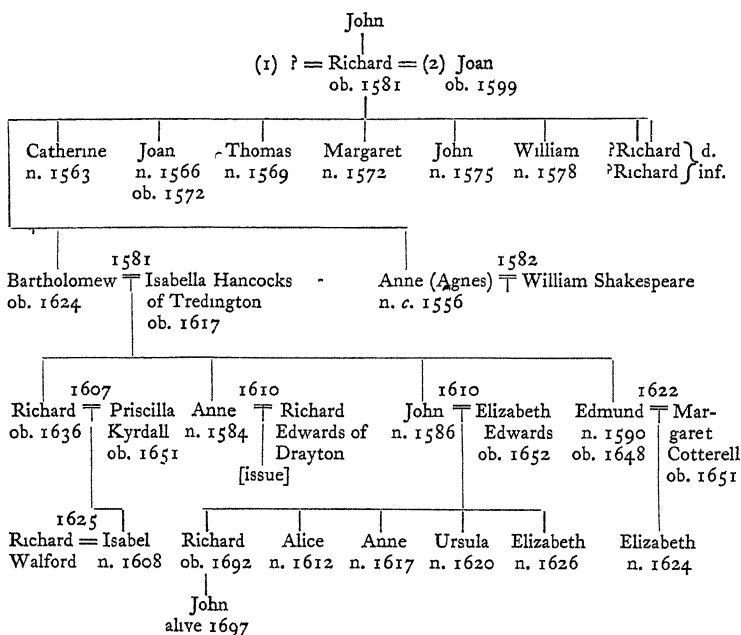 John
(1) ? = Richard = (2) Joan
ob. 1581 ob. 1599
Catherine Joan Thomas Margaret John William ?Richard } d.
n. 1563 n. 1566 n. 1569 n. 1572 n. 1575 n. 1578 ?Richard } inf.
ob. 1572
1581 1582
Bartholomew = Isabella Hancocks Anne (Agnes) = William Shakespeare
ob. 1624 of Tredington n. c. 1556
ob. 1617
1607 1610 1610 1622
Richard = Priscilla Anne = Richard John = Elizabeth Edmund = Mar-
ob. 1636 Kyrdall n. 1584 Edwards of n. 1586 Edwards n. 1590 garet
ob. 1651 Drayton ob. 1652 ob. 1648 Cotterell
[issue] ob. 1651
1625
Richard = Isabel Richard Alice Anne Ursula Elizabeth Elizabeth
Walford n. 1608 ob. 1692 n. 1612 n. 1617 n. 1620 n. 1626 n. 1624
John
alive 1697